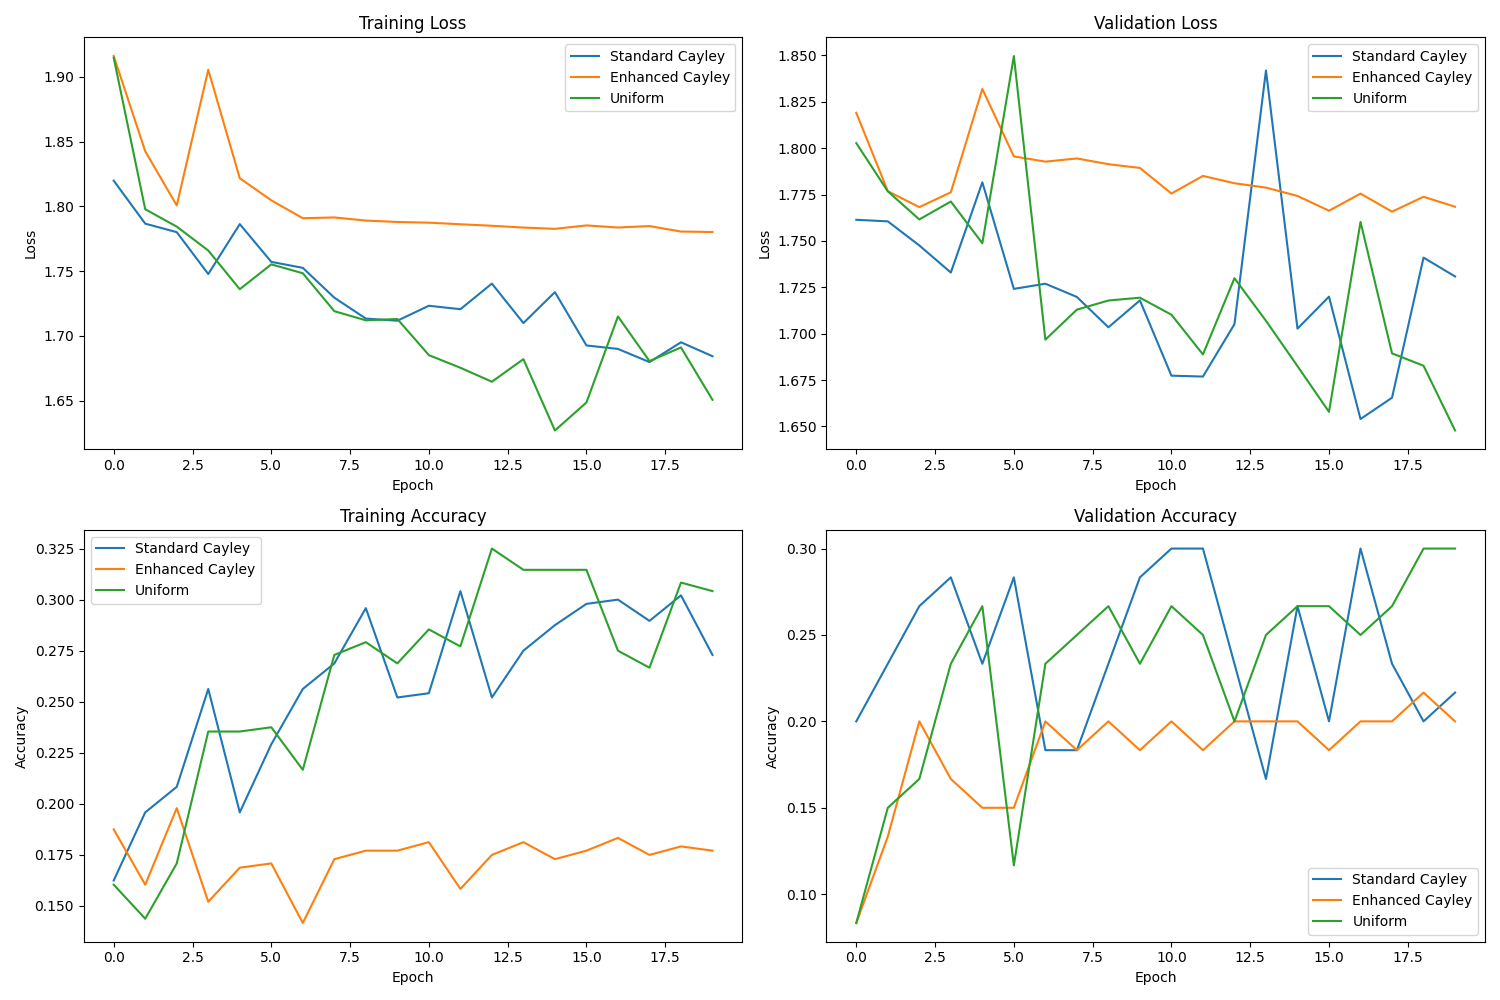 Training Loss
Loss
1.90
1.85
1.80
1.75
1.70
1.65
Standard Cayley
Enhanced Cayley
Uniform
0.0 2.5 5.0 7.5 10.0 12.5 15.0 17.5
Epoch
Validation Loss
Loss
1.850
1.825
1.800
1.775
1.750
1.725
1.700
1.675
1.650
Standard Cayley
Enhanced Cayley
Uniform
0.0 2.5 5.0 7.5 10.0 12.5 15.0 17.5
Epoch
Training Accuracy
Accuracy
0.325
0.300
0.275
0.250
0.225
0.200
0.175
0.150
Standard Cayley
Enhanced Cayley
Uniform
0.0 2.5 5.0 7.5 10.0 12.5 15.0 17.5
Epoch
Validation Accuracy
Accuracy
0.30
0.25
0.20
0.15
0.10
Standard Cayley
Enhanced Cayley
Uniform
0.0 2.5 5.0 7.5 10.0 12.5 15.0 17.5
Epoch